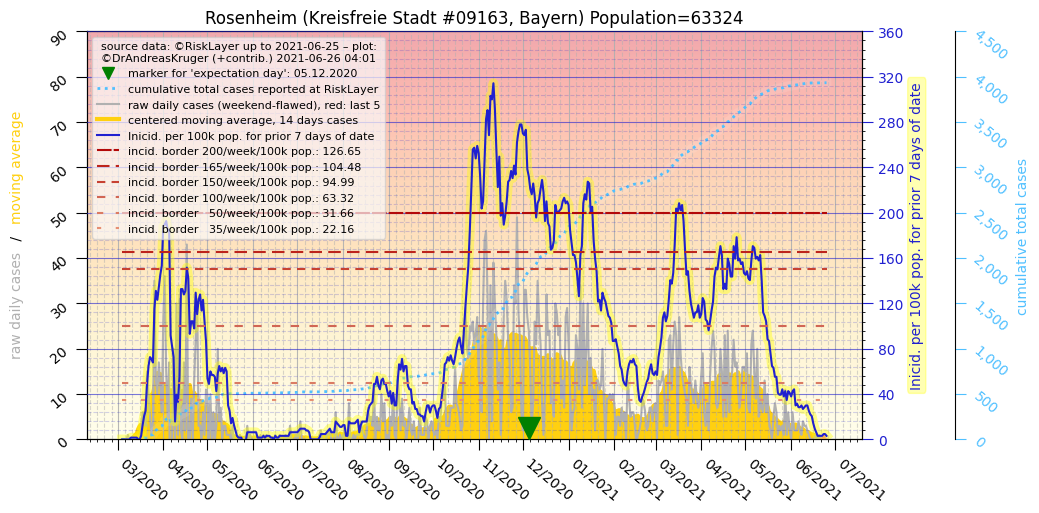 Rosenheim (Kreisfreie Stadt #09163, Bayern) Population=63324
source data: ©RiskLayer up to 2021-06-25 – plot:
©DrAndreasKruger (+contrib.) 2021-06-26 04:01
marker for 'expectation day': 05.12.2020
cumulative total cases reported at RiskLayer
raw daily cases (weekend-flawed), red: last 5
centered moving average, 14 days cases
Inicid. per 100k pop. for prior 7 days of date
incid. border 200/week/100k pop.: 126.65
incid. border 165/week/100k pop.: 104.48
incid. border 150/week/100k pop.: 94.99
incid. border 100/week/100k pop.: 63.32
incid. border   50/week/100k pop.: 31.66
incid. border   35/week/100k pop.: 22.16
raw daily cases / moving average
90
80
70
60
50
40
30
20
10
0
03/2020
04/2020
05/2020
06/2020
07/2020
08/2020
09/2020
10/2020
11/2020
12/2020
01/2021
02/2021
03/2021
04/2021
05/2021
06/2021
07/2021
360
320
280
240
200
160
120
80
40
0
Inicid. per 100k pop. for prior 7 days of date
4,500
4,000
3,500
3,000
2,500
2,000
1,500
1,000
500
0
cumulative total cases